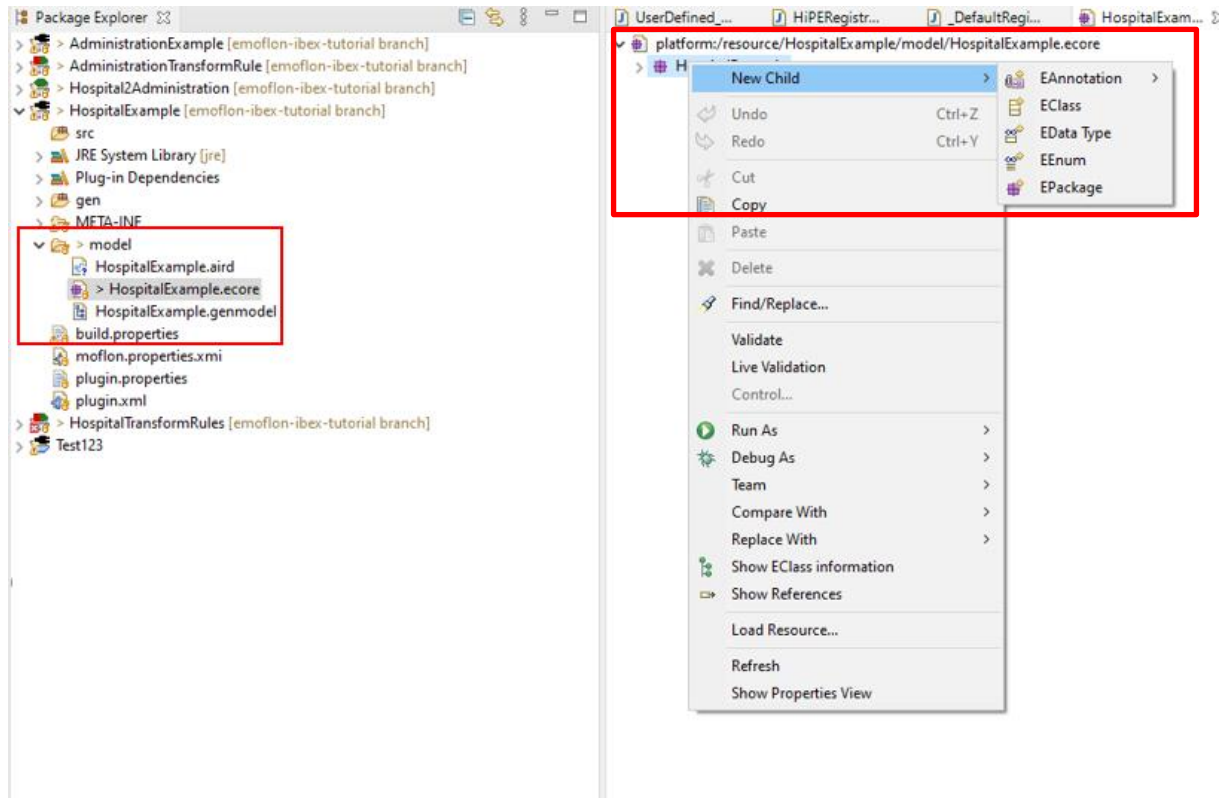 Package Explorer
> AdministrationExample [emoflon-ibex-tutorial branch]
> AdministrationTransformRule [emoflon-ibex-tutorial branch]
> Hospital2Administration [emoflon-ibex-tutorial branch]
> HospitalExample [emoflon-ibex-tutorial branch]
src
JRE System Library [jre]
Plug-in Dependencies
gen
META-INF
> model
HospitalExample.aird
> HospitalExample.ecore
HospitalExample.genmodel
build.properties
moflon.properties.xmi
plugin.properties
plugin.xml
> HospitalTransformRules [emoflon-ibex-tutorial branch]
Test123
UserDefined_... HiPERegistr... _DefaultRegi... HospitalExam...
platform:/resource/HospitalExample/model/HospitalExample.ecore
New Child
Undo Ctrl+Z
Redo Ctrl+Y
Cut
Copy
Paste
Delete
Find/Replace...
Validate
Live Validation
Control...
Run As
Debug As
Team
Compare With
Replace With
Show EClass information
Show References
Load Resource...
Refresh
Show Properties View
EAnnotation
EClass
EData Type
EEnum
EPackage